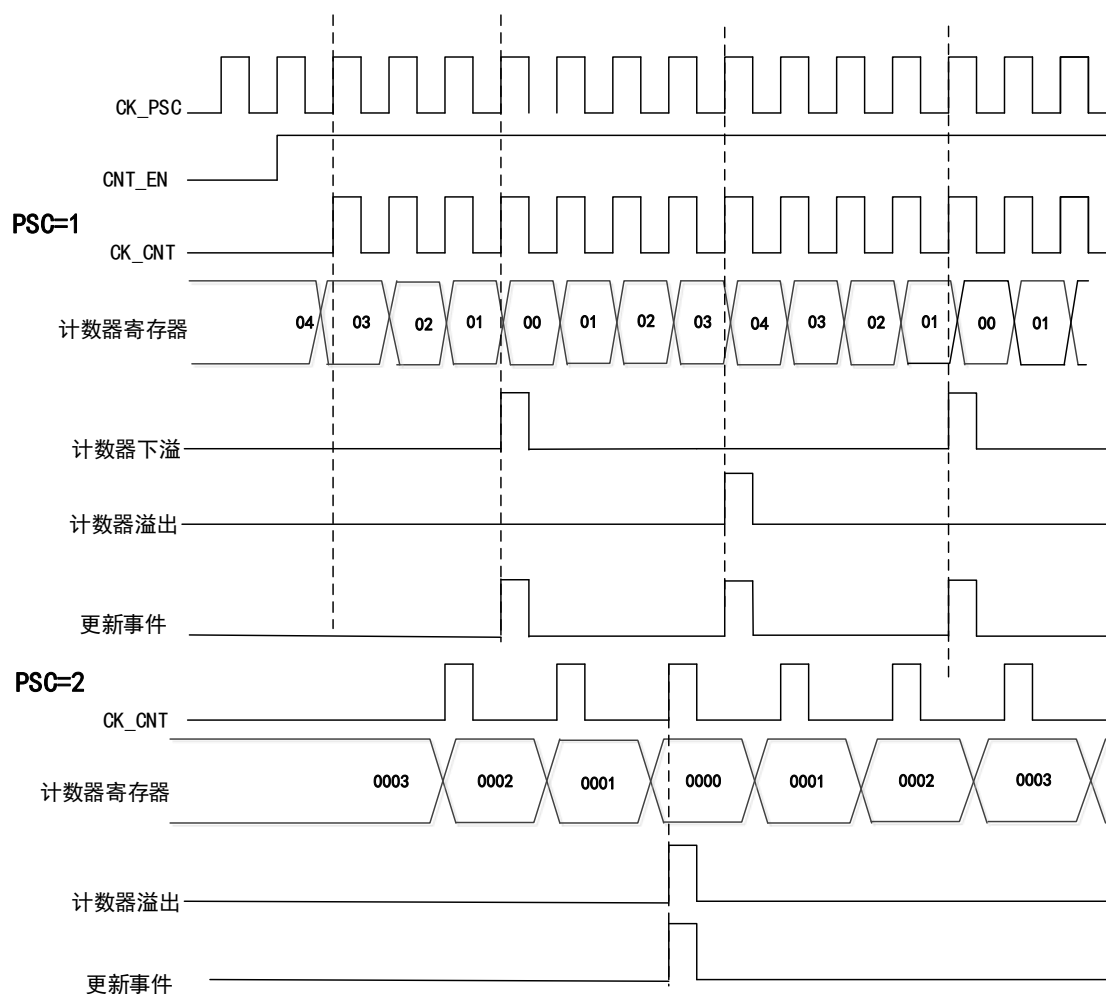 CK_PSC
CNT_EN
PSC=1
CK_CNT
计数器寄存器 04 03 02 01 00 01 02 03 04 03 02 01 00 01
计数器下溢
计数器溢出
更新事件
PSC=2
CK_CNT
计数器寄存器 0003 0002 0001 0000 0001 0002 0003
计数器溢出
更新事件